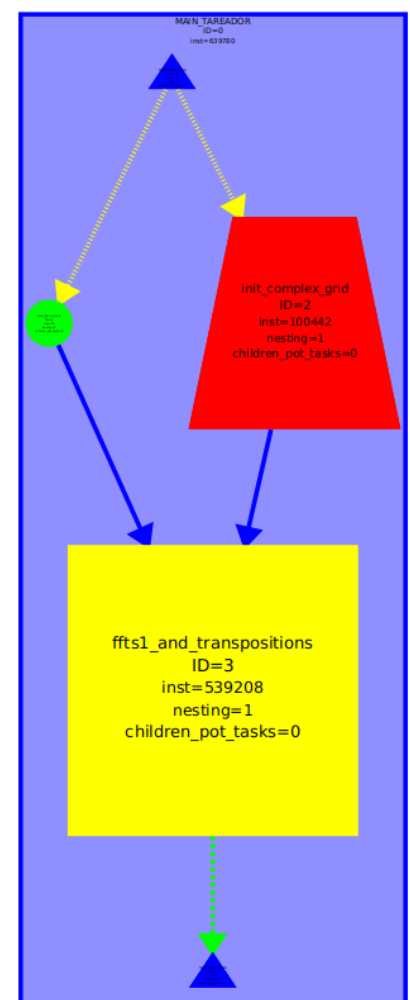 MAIN_TAREADOR
ID=0
inst=639780
init_complex_grid
ID=2
inst=100442
nesting=1
children_pot_tasks=0
ffts1_and_transpositions
ID=3
inst=539208
nesting=1
children_pot_tasks=0